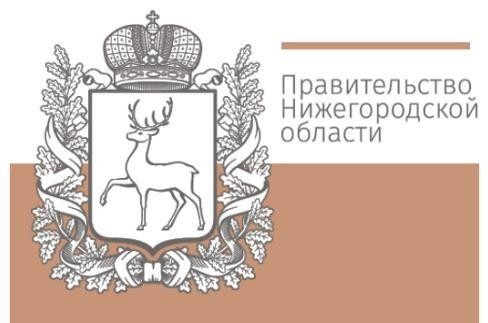 Правительство
Нижегородской
области